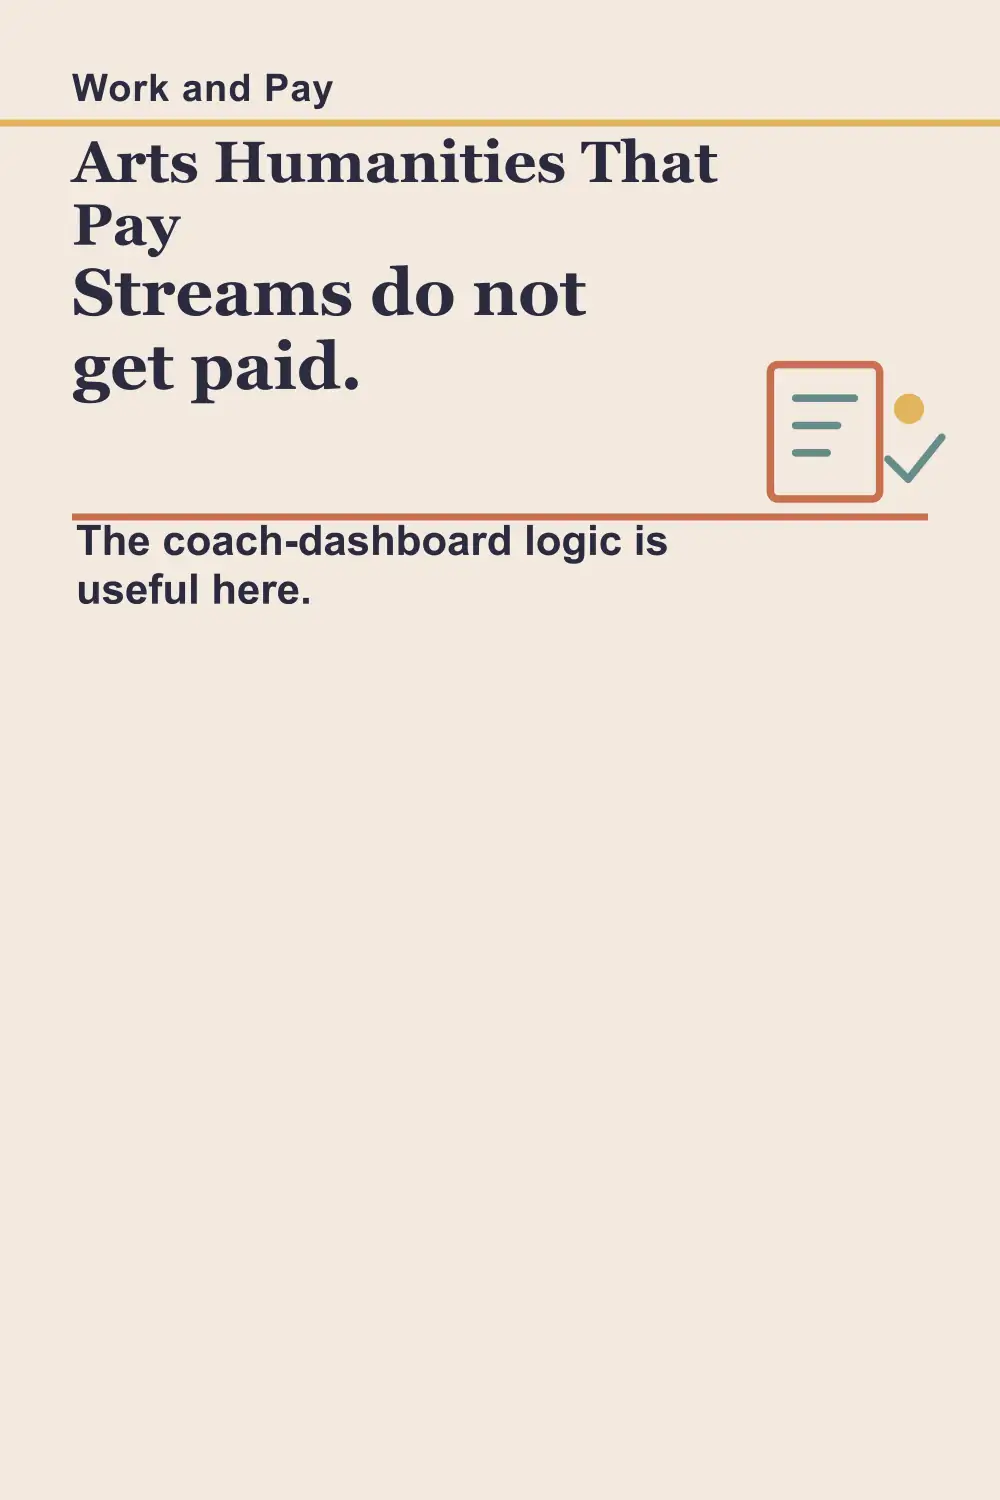 Work and Pay
Arts Humanities That
Pay
Streams do not
get paid.
The coach-dashboard logic is
useful here.